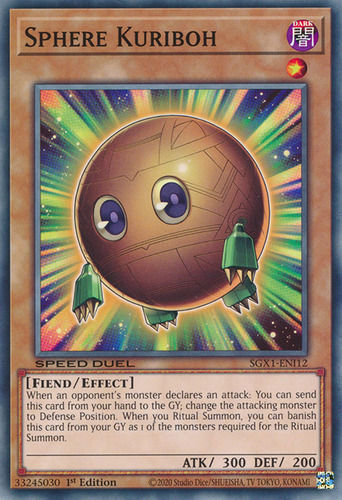 SPHERE KURIBOH
DARK
闇
SPEED DUEL
SGX1-ENI12
[FIEND/EFFECT]
When an opponent's monster declares an attack: You can send
this card from your hand to the GY; change the attacking monster
to Defense Position. When you Ritual Summon, you can banish
this card from your GY as 1 of the monsters required for the Ritual
Summon.
ATK/ 300 DEF/ 200
33245030 1st Edition ©2020 Studio Dice/SHUEISHA, TV TOKYO, KONAMI